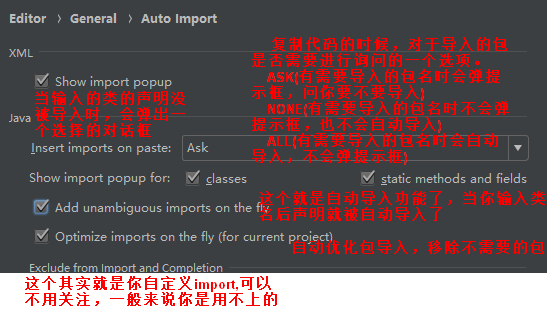 Editor › General › Auto Import
XML
复制代码的时候，对于导入的包
是否需要进行询问的一个选项。
Show import popup
ASK(有需要导入的包名时会弹提
示框，问你要不要导入)
当输入的类的声明没
被导入时，会弹出一
个选择的对话框
NONE(有需要导入的包名时不会弹
提示框，也不会自动导入)
Java
ALL(有需要导入的包名时会自动
导入，不会弹提示框)
Insert imports on paste: Ask
Show import popup for: classes static methods and fields
这个就是自动导入功能了，当你输入类
名后声明就被自动导入了
Add unambiguous imports on the fly
Optimize imports on the fly (for current project)
自动优化包导入，移除不需要的包
Exclude from Import and Completion
这个其实就是你自定义import,可以
不用关注，一般来说你是用不上的